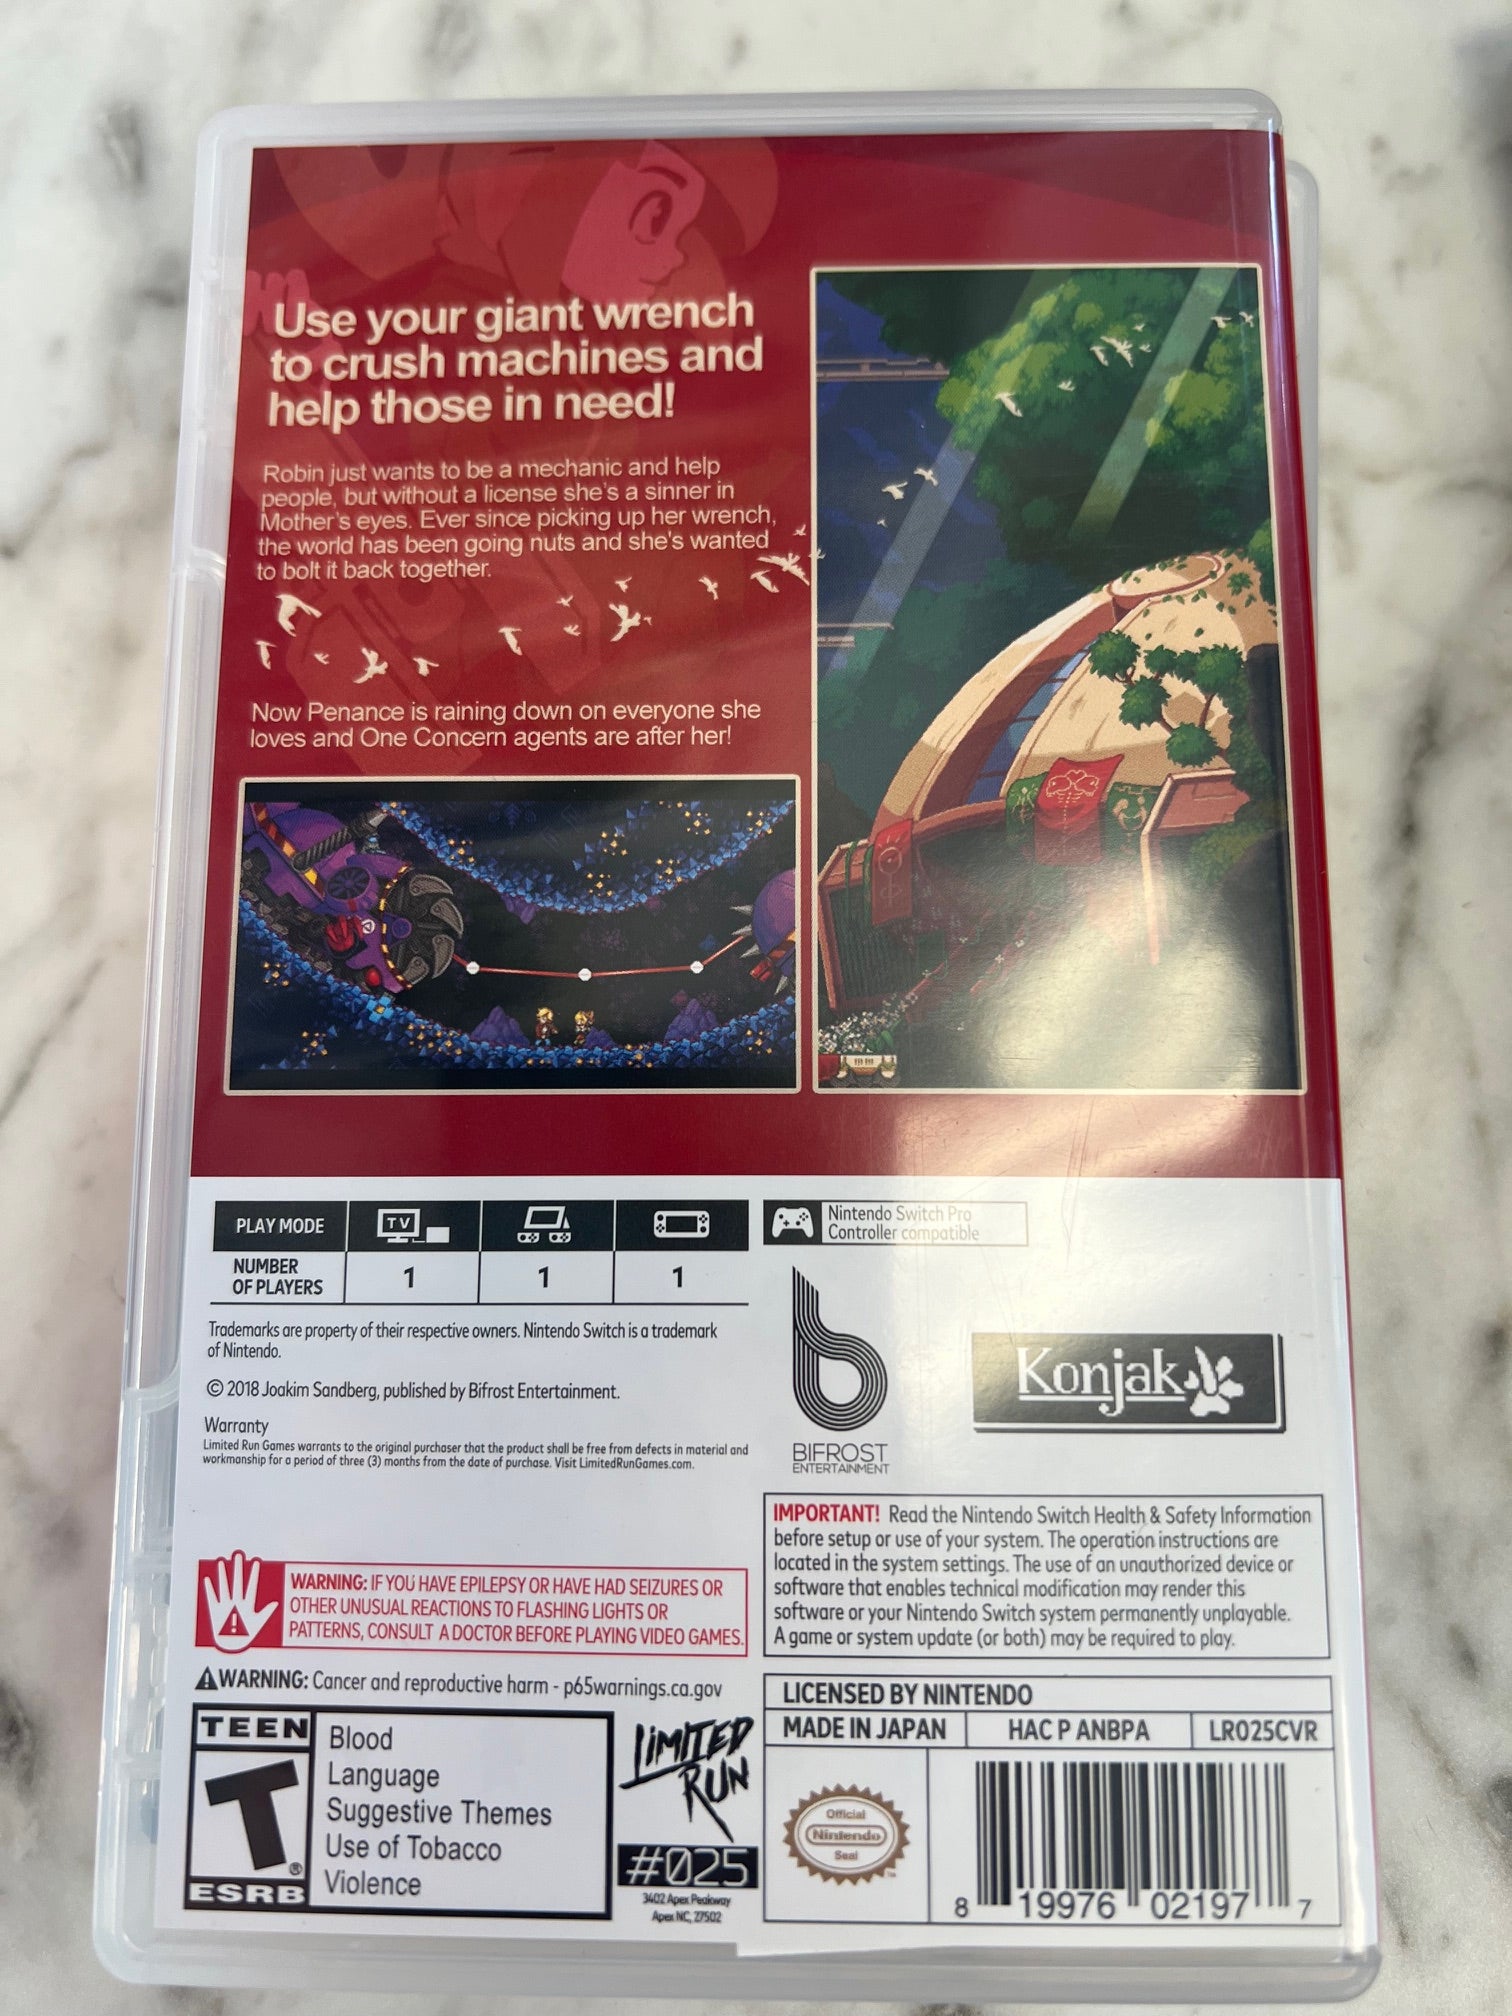 Use your giant wrench
to crush machines and
help those in need!
Robin just wants to be a mechanic and help
people, but without a license she's a sinner in
Mother's eyes. Ever since picking up her wrench,
the world has been going nuts and she's wanted
to bolt it back together.
Now Penance is raining down on everyone she
loves and One Concern agents are after her!
PLAY MODE
TV
NUMBER
OF PLAYERS
1
1
1
Nintendo Switch Pro
Controller compatible
Trademarks are property of their respective owners. Nintendo Switch is a trademark
of Nintendo.
© 2018 Joakim Sandberg, published by Bifrost Entertainment.
Warranty
Limited Run Games warrants to the original purchaser that the product shall be free from defects in material and
workmanship for a period of three (3) months from the date of purchase. Visit LimitedRunGames.com.
BIFROST
ENTERTAINMENT
Konjak
WARNING: IF YOU HAVE EPILEPSY OR HAVE HAD SEIZURES OR
OTHER UNUSUAL REACTIONS TO FLASHING LIGHTS OR
PATTERNS, CONSULT A DOCTOR BEFORE PLAYING VIDEO GAMES.
IMPORTANT! Read the Nintendo Switch Health & Safety Information
before setup or use of your system. The operation instructions are
located in the system settings. The use of an unauthorized device or
software that enables technical modification may render this
software or your Nintendo Switch system permanently unplayable.
A game or system update (or both) may be required to play.
WARNING: Cancer and reproductive harm - p65warnings.ca.gov
TEEN
T
®
ESRB
Blood
Language
Suggestive Themes
Use of Tobacco
Violence
LIMITED
RUN
#025
3402 Apex Peakway
Apex NC, 27502
LICENSED BY NINTENDO
MADE IN JAPAN
HAC P ANBPA
LR025CVR
Official
Nintendo
Seal
8 19976 02197 7